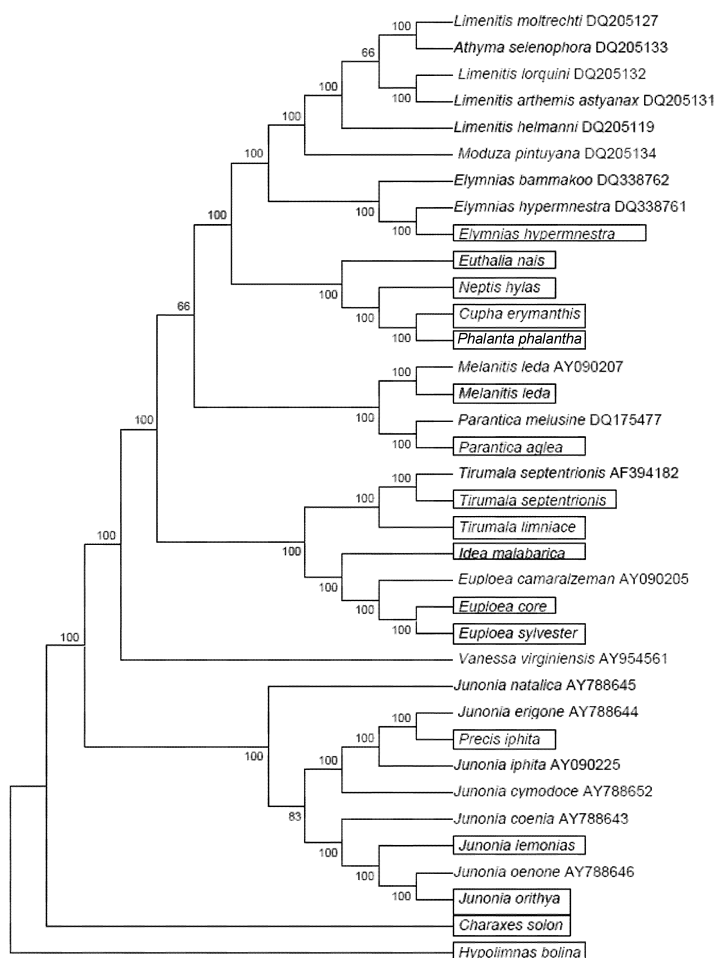 Limenitis moltrechti DQ205127
100
Athyma selenophora DQ205133
66
Limenitis lorquini DQ205132
100
100
Limenitis arthemis astyanax DQ205131
100
Limenitis helmanni DQ205119
100
Moduza pintuyana DQ205134
Elymnias bammakoo DQ338762
100
Elymnias hypermnestra DQ338761
100
100
Elymnias hypermnestra
Euthalia nais
100
Neptis hylas
66
100
Cupha erymanthis
100
Phalanta phalantha
Melanitis leda AY090207
100
Melanitis leda
100
100
Parantica melusine DQ175477
100
Parantica aglea
Tirumala septentrionis AF394182
100
Tirumala septentrionis
100
Tirumala limniace
100
100
Idea malabarica
Euploea camaralzeman AY090205
100
100
Euploea core
100
Euploea sylvester
100
Vanessa virginiensis AY954561
Junonia natalica AY788645
Junonia erigone AY788644
100
Precis iphita
100
100
Junonia iphita AY090225
100
Junonia cymodoce AY788652
83
Junonia coenia AY788643
100
Junonia lemonias
100
Junonia oenone AY788646
100
Junonia orithya
Charaxes solon
Hypolimnas bolina